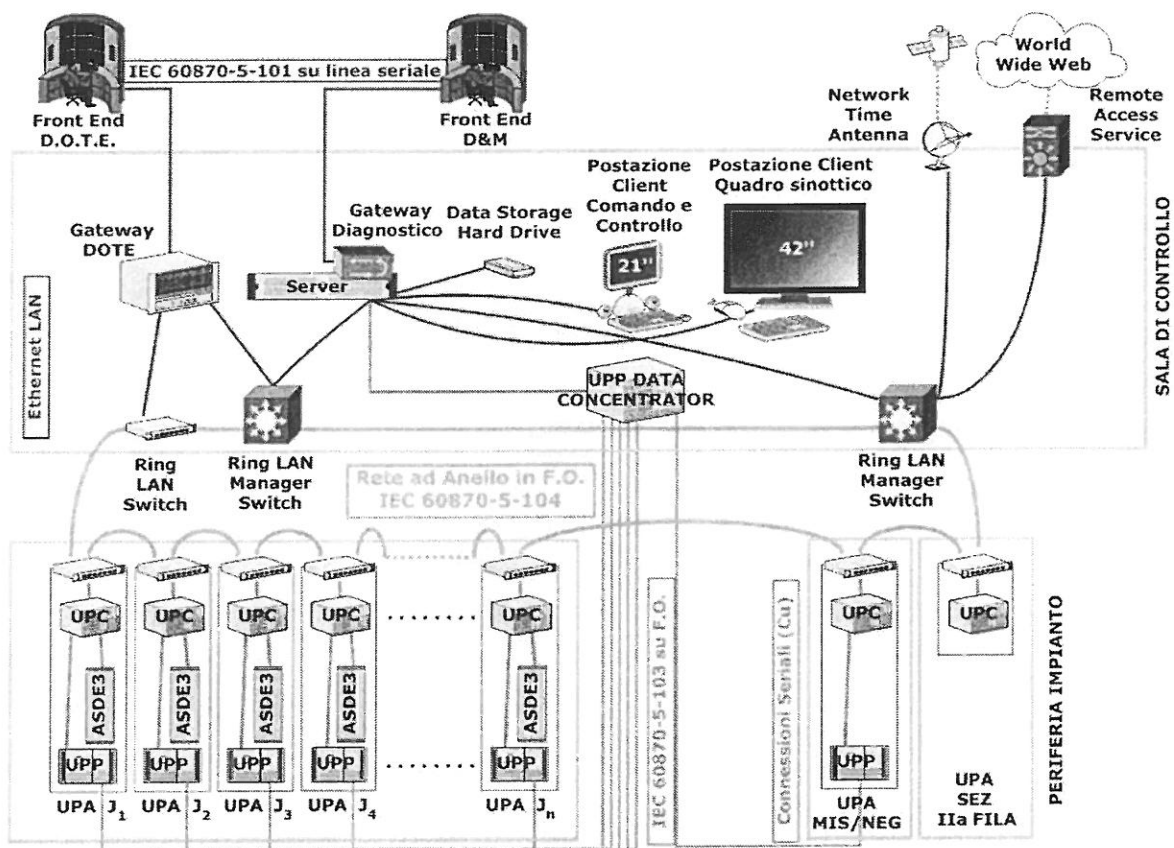 IEC 60870-5-101 su linea seriale
Front End
D.O.T.E.
Front End
D&M
World
Wide Web
Network
Time
Antenna
Remote
Access
Service
Gateway
DOTE
Gateway
Diagnostico
Data Storage
Hard Drive
Postazione
Client
Comando e
Controllo
Postazione Client
Quadro sinottico
Server
21"
42"
Ethernet LAN
SALA DI CONTROLLO
UPP DATA
CONCENTRATOR
Ring
LAN
Switch
Ring LAN
Manager
Switch
Ring LAN
Manager
Switch
Rete ad Anello in F.O.
IEC 60870-5-104
UPC
UPC
UPC
UPC
UPC
UPC
UPC
ASDE3
ASDE3
ASDE3
ASDE3
ASDE3
UPP
UPP
UPP
UPP
UPP
UPP
UPA J1
UPA J2
UPA J3
UPA J4
UPA Jn
IEC 60870-5-103 su F.O.
Connessioni Seriali (Cu)
UPA
MIS/NEG
UPA
SEZ
IIa FILA
PERIFERIA IMPIANTO